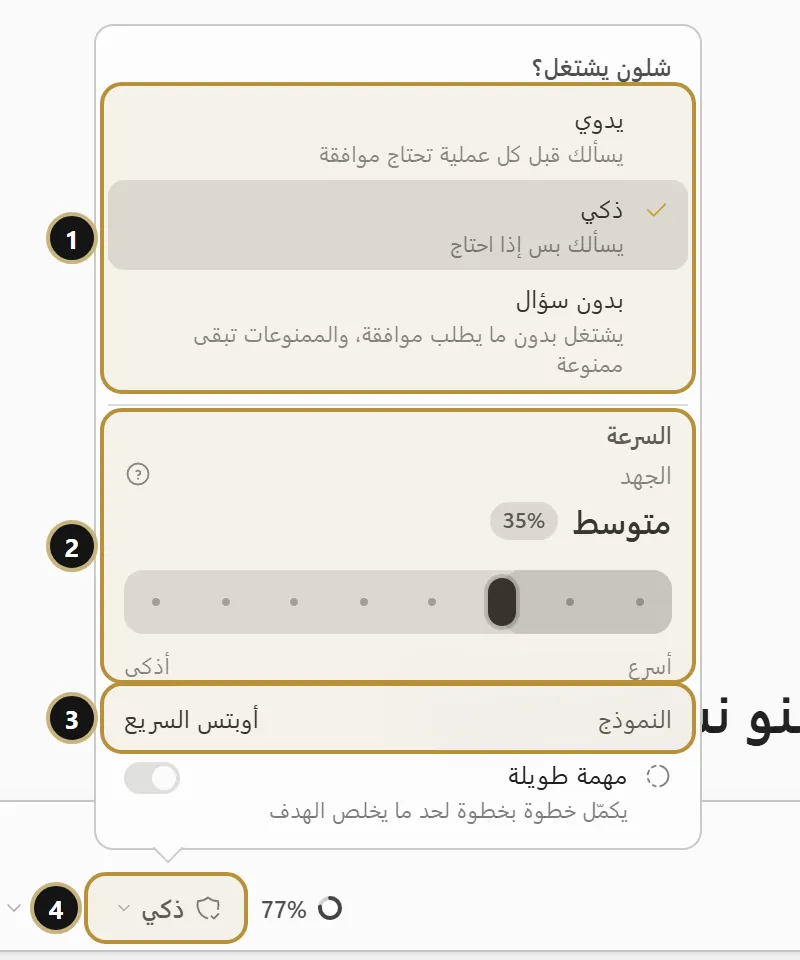 شلون يشتغل؟
يدوي
يسألك قبل كل عملية تحتاج موافقة
ذكي
يسألك بس إذا احتاج
1
بدون سؤال
يشتغل بدون ما يطلب موافقة، والممنوعات تبقى
ممنوعة
السرعة
الجهد
?
متوسط 35%
2
أسرع
أذكى
النموذج
أوبتس السريع
3
مهمة طويلة
يكمّل خطوة بخطوة لحد ما يخلص الهدف
77%
ذكي
4